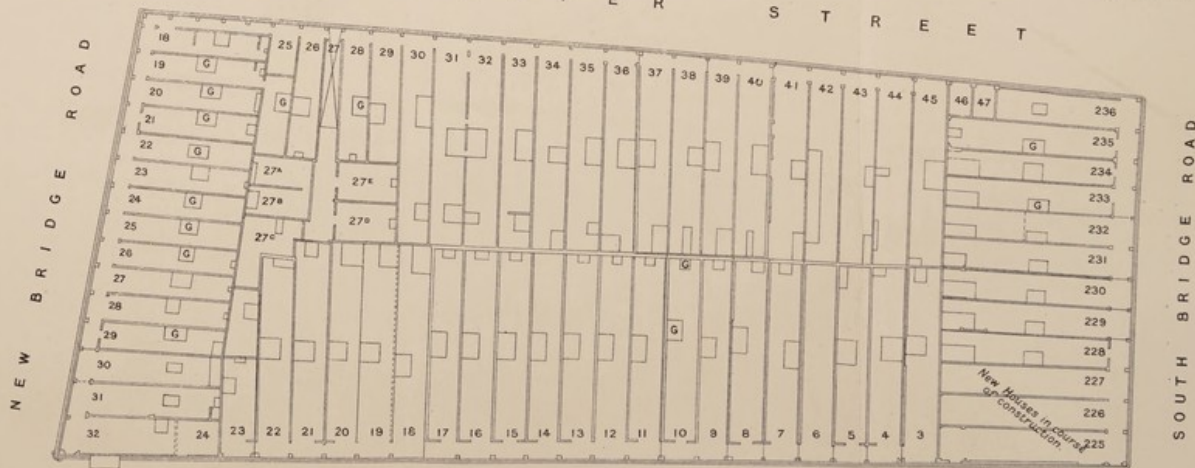 E R S T R E E T
NEW BRIDGE ROAD
SOUTH BRIDGE ROAD
18
19 G
20 G
21 G
22 G
23
24 G
25 G
26 G
27
28
29 G
30
31
32
24
25 26 27 28 29 30 31 32 33 34 35 36 37 38 39 40 41 42 43 44 45 46 47
G G
27A
27B
27C
27E
27D
G
G
23 22 21 20 19 18 17 16 15 14 13 12 11 10 9 8 7 6 5 4 3
236
235 G
234
233 G
232
231
230
229
228
227
226
225
New Houses in course
of construction.